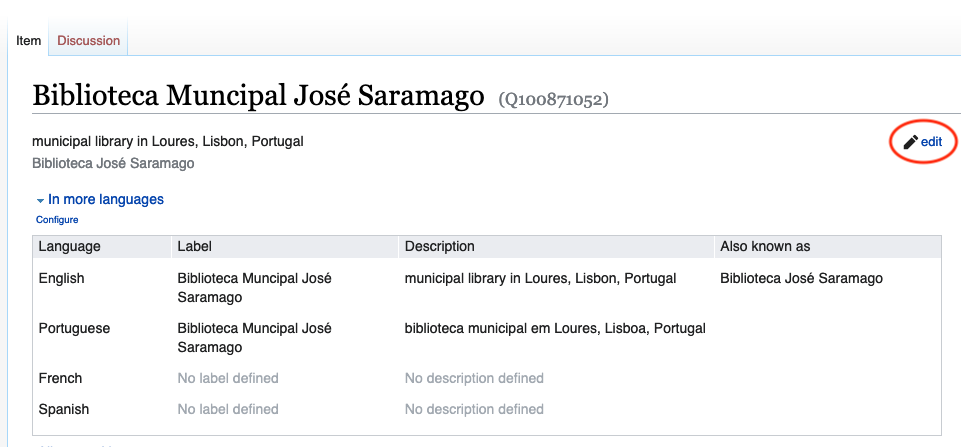 Item Discussion
Biblioteca Muncipal José Saramago (Q100871052)
municipal library in Loures, Lisbon, Portugal
edit
Biblioteca José Saramago
In more languages
Configure
Language Label Description Also known as
English Biblioteca Muncipal José municipal library in Loures, Lisbon, Portugal Biblioteca José Saramago
Saramago
Portuguese Biblioteca Muncipal José biblioteca municipal em Loures, Lisboa, Portugal
Saramago
French No label defined No description defined
Spanish No label defined No description defined